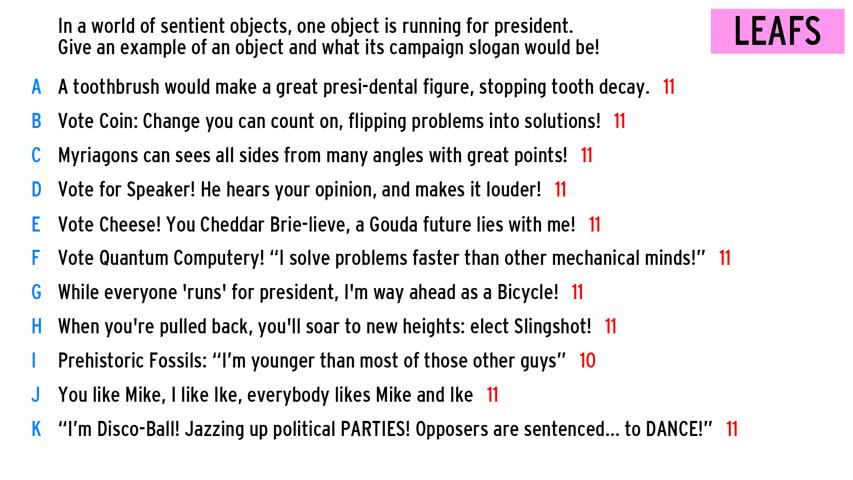 In a world of sentient objects, one object is running for president.
Give an example of an object and what its campaign slogan would be!
LEAFS
A A toothbrush would make a great presi-dental figure, stopping tooth decay. 11
B Vote Coin: Change you can count on, flipping problems into solutions! 11
C Myriagons can sees all sides from many angles with great points! 11
D Vote for Speaker! He hears your opinion, and makes it louder! 11
E Vote Cheese! You Cheddar Brie-lieve, a Gouda future lies with me! 11
F Vote Quantum Computery! “I solve problems faster than other mechanical minds!” 11
G While everyone 'runs' for president, I'm way ahead as a Bicycle! 11
H When you're pulled back, you'll soar to new heights: elect Slingshot! 11
I Prehistoric Fossils: “I’m younger than most of those other guys” 10
J You like Mike, I like Ike, everybody likes Mike and Ike 11
K “I’m Disco-Ball! Jazzing up political PARTIES! Opposers are sentenced... to DANCE!” 11